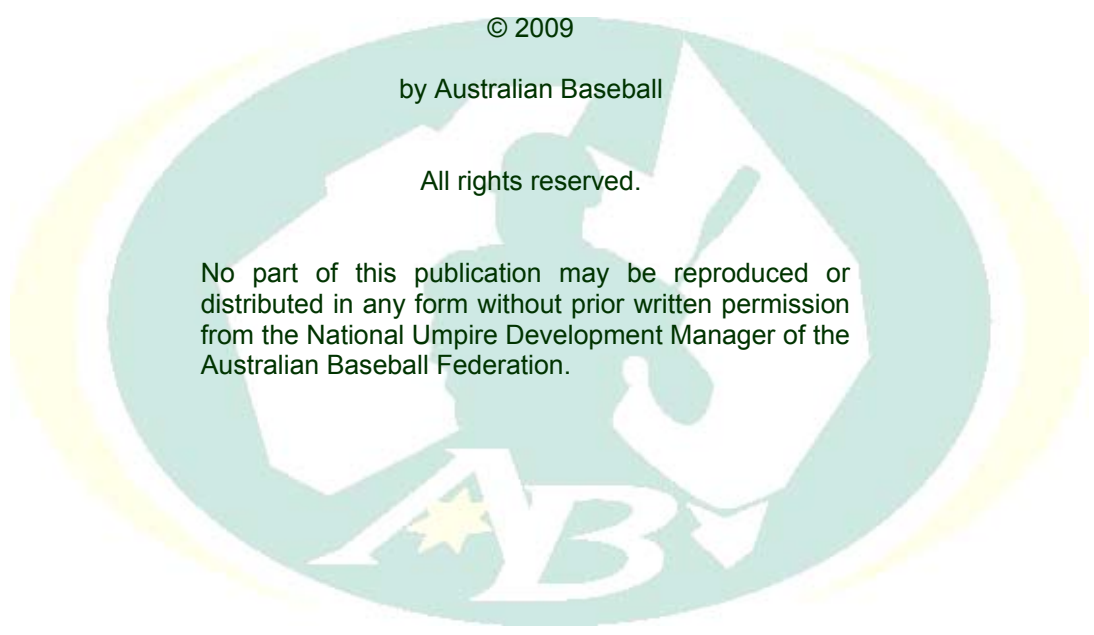 © 2009
by Australian Baseball
All rights reserved.
No part of this publication may be reproduced or
distributed in any form without prior written permission
from the National Umpire Development Manager of the
Australian Baseball Federation.
AB